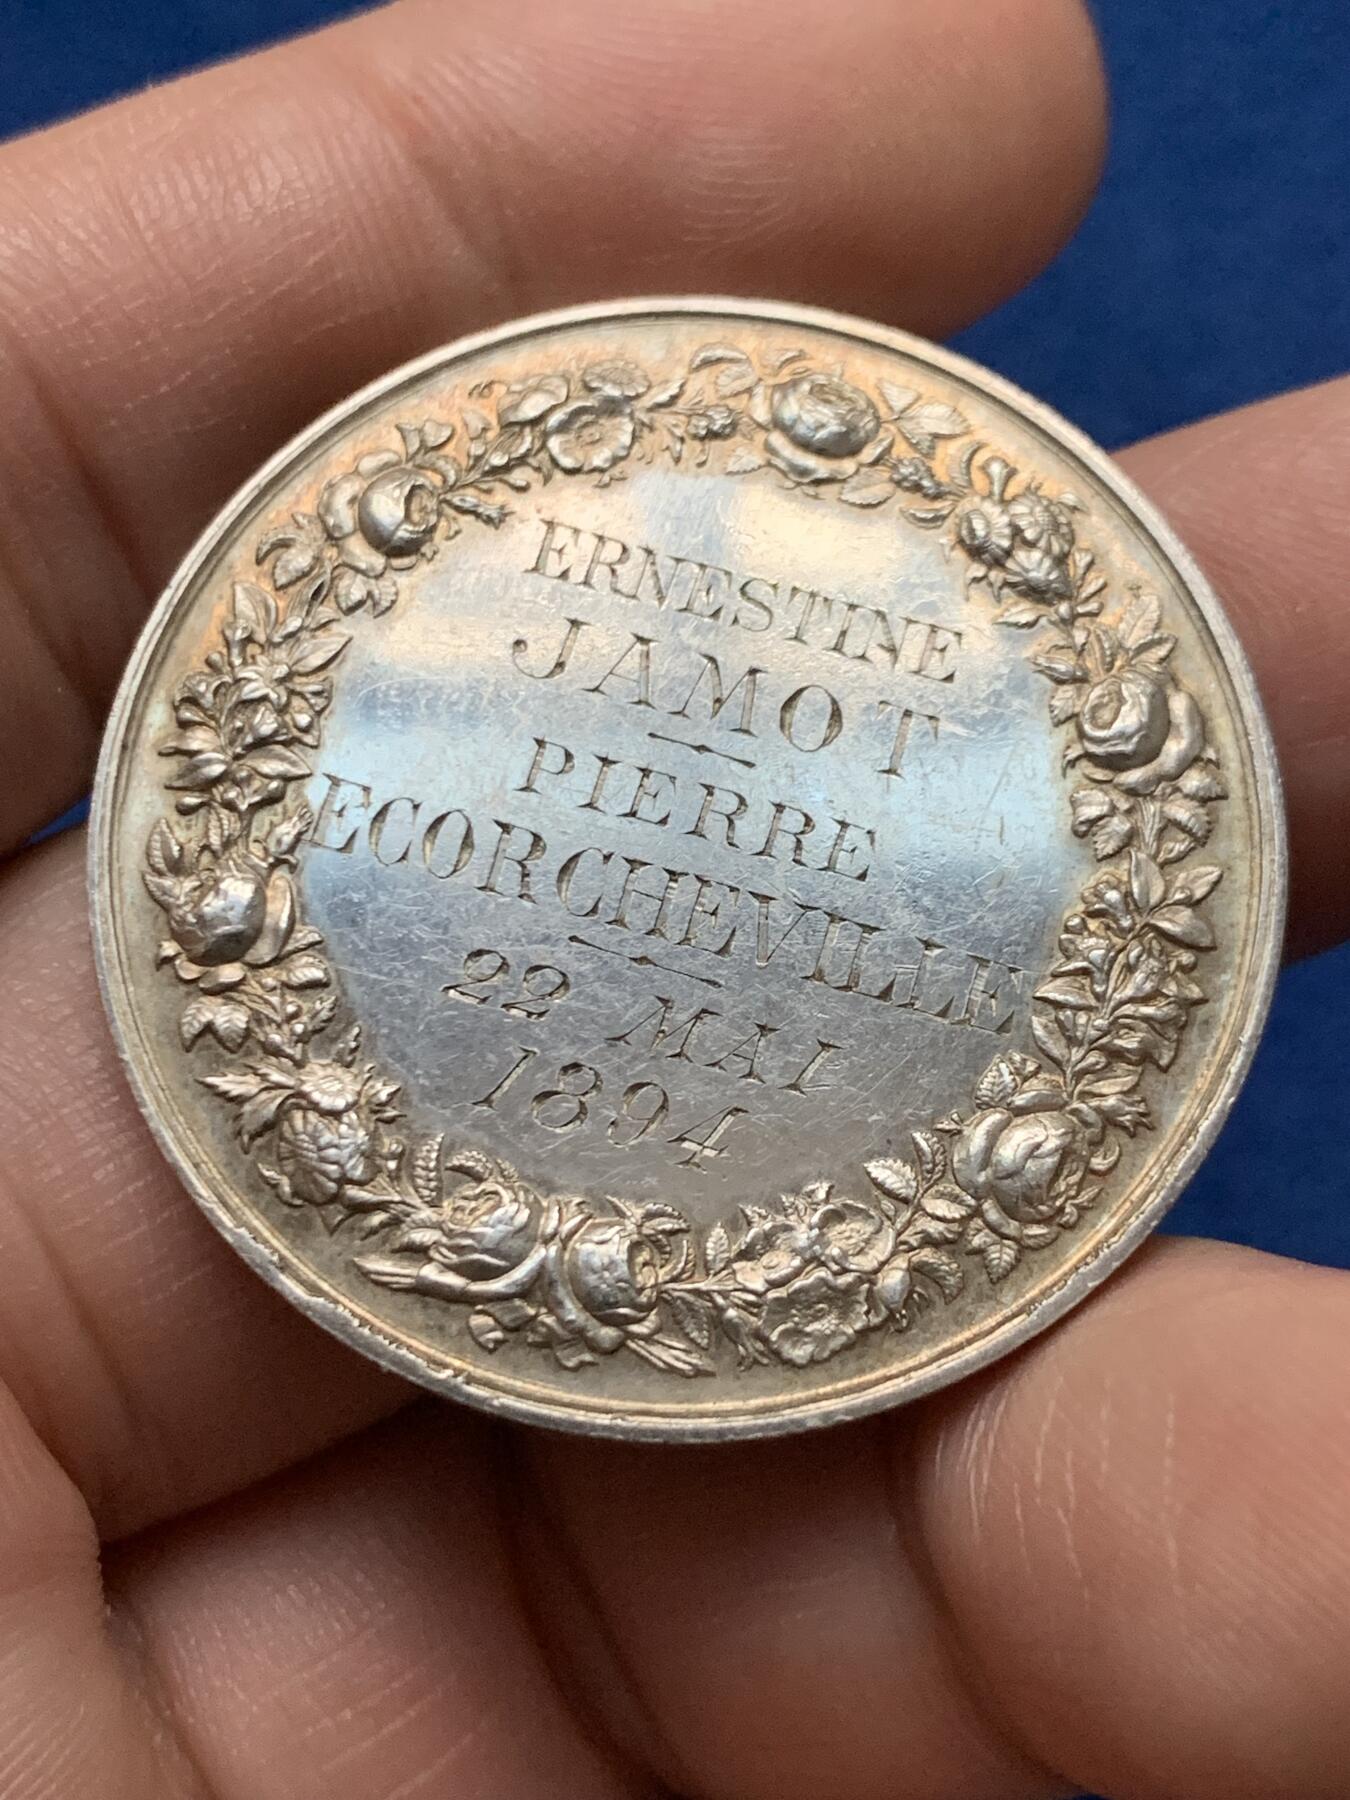 ERNESTINE
JAMOT
PIERRE
ECORCHEVILLE
22 MAI
1894